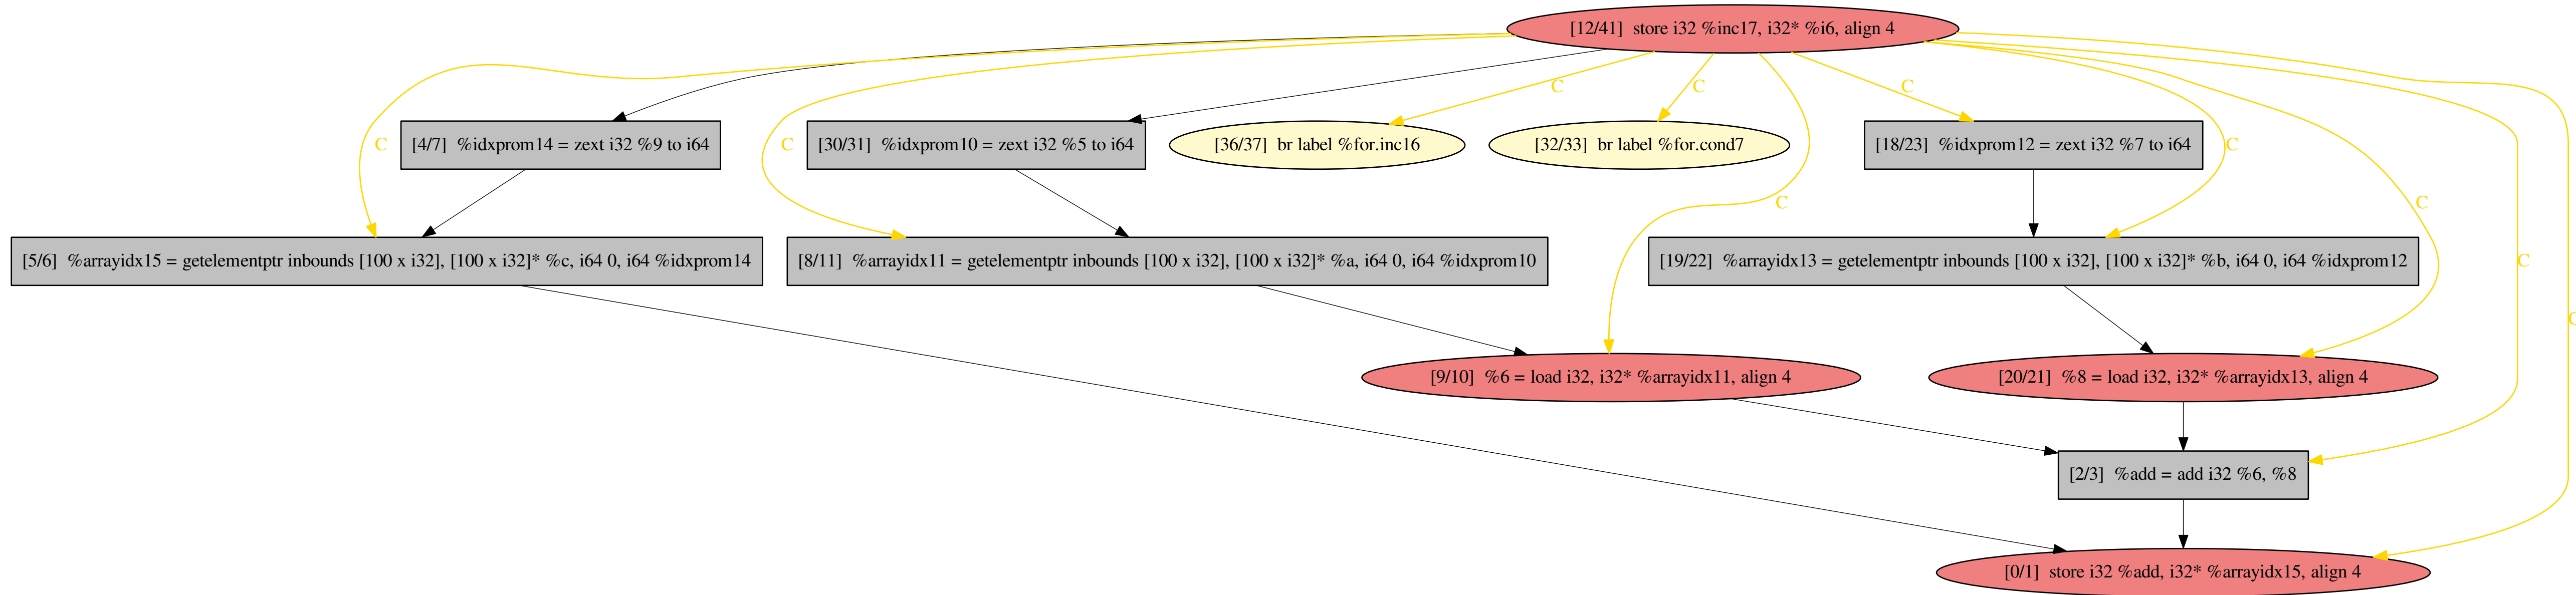 [12/41]  store i32 %inc17, i32* %i6, align 4
C
C
C
[4/7]  %idxprom14 = zext i32 %9 to i64
[30/31]  %idxprom10 = zext i32 %5 to i64
[36/37]  br label %for.inc16
[32/33]  br label %for.cond7
[18/23]  %idxprom12 = zext i32 %7 to i64
C
C
C
C
C
[5/6]  %arrayidx15 = getelementptr inbounds [100 x i32], [100 x i32]* %c, i64 0, i64 %idxprom14
[8/11]  %arrayidx11 = getelementptr inbounds [100 x i32], [100 x i32]* %a, i64 0, i64 %idxprom10
[19/22]  %arrayidx13 = getelementptr inbounds [100 x i32], [100 x i32]* %b, i64 0, i64 %idxprom12
C
C
[9/10]  %6 = load i32, i32* %arrayidx11, align 4
[20/21]  %8 = load i32, i32* %arrayidx13, align 4
[2/3]  %add = add i32 %6, %8
[0/1]  store i32 %add, i32* %arrayidx15, align 4